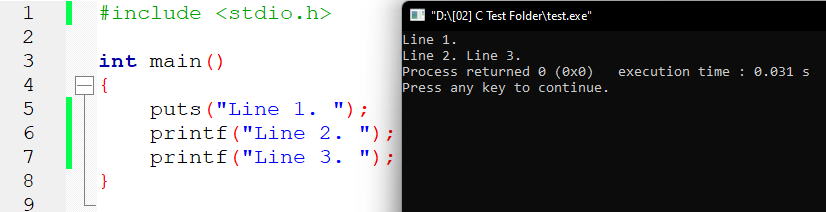 1 #include <stdio.h>
2
3 int main()
4 {
5 puts("Line 1. ");
6 printf("Line 2. ");
7 printf("Line 3. ");
8 }
9
"D:\[02] C Test Folder\test.exe"
Line 1.
Line 2. Line 3.
Process returned 0 (0x0)   execution time : 0.031 s
Press any key to continue.